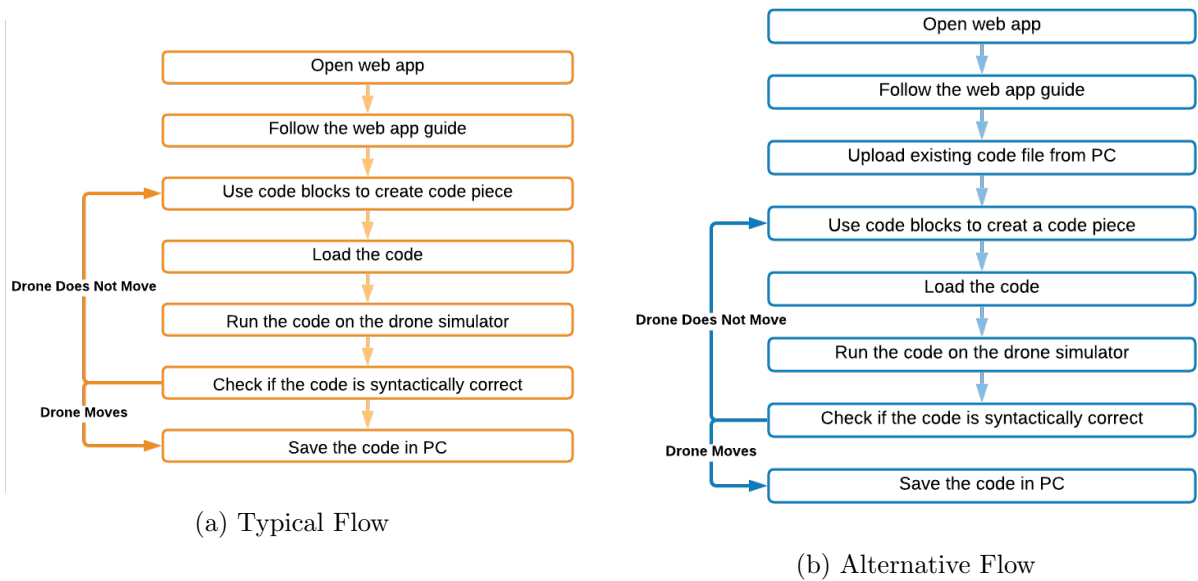 Open web app
Follow the web app guide
Use code blocks to create code piece
Load the code
Drone Does Not Move
Run the code on the drone simulator
Check if the code is syntactically correct
Drone Moves
Save the code in PC
(a) Typical Flow
Open web app
Follow the web app guide
Upload existing code file from PC
Use code blocks to creat a code piece
Load the code
Drone Does Not Move
Run the code on the drone simulator
Check if the code is syntactically correct
Drone Moves
Save the code in PC
(b) Alternative Flow